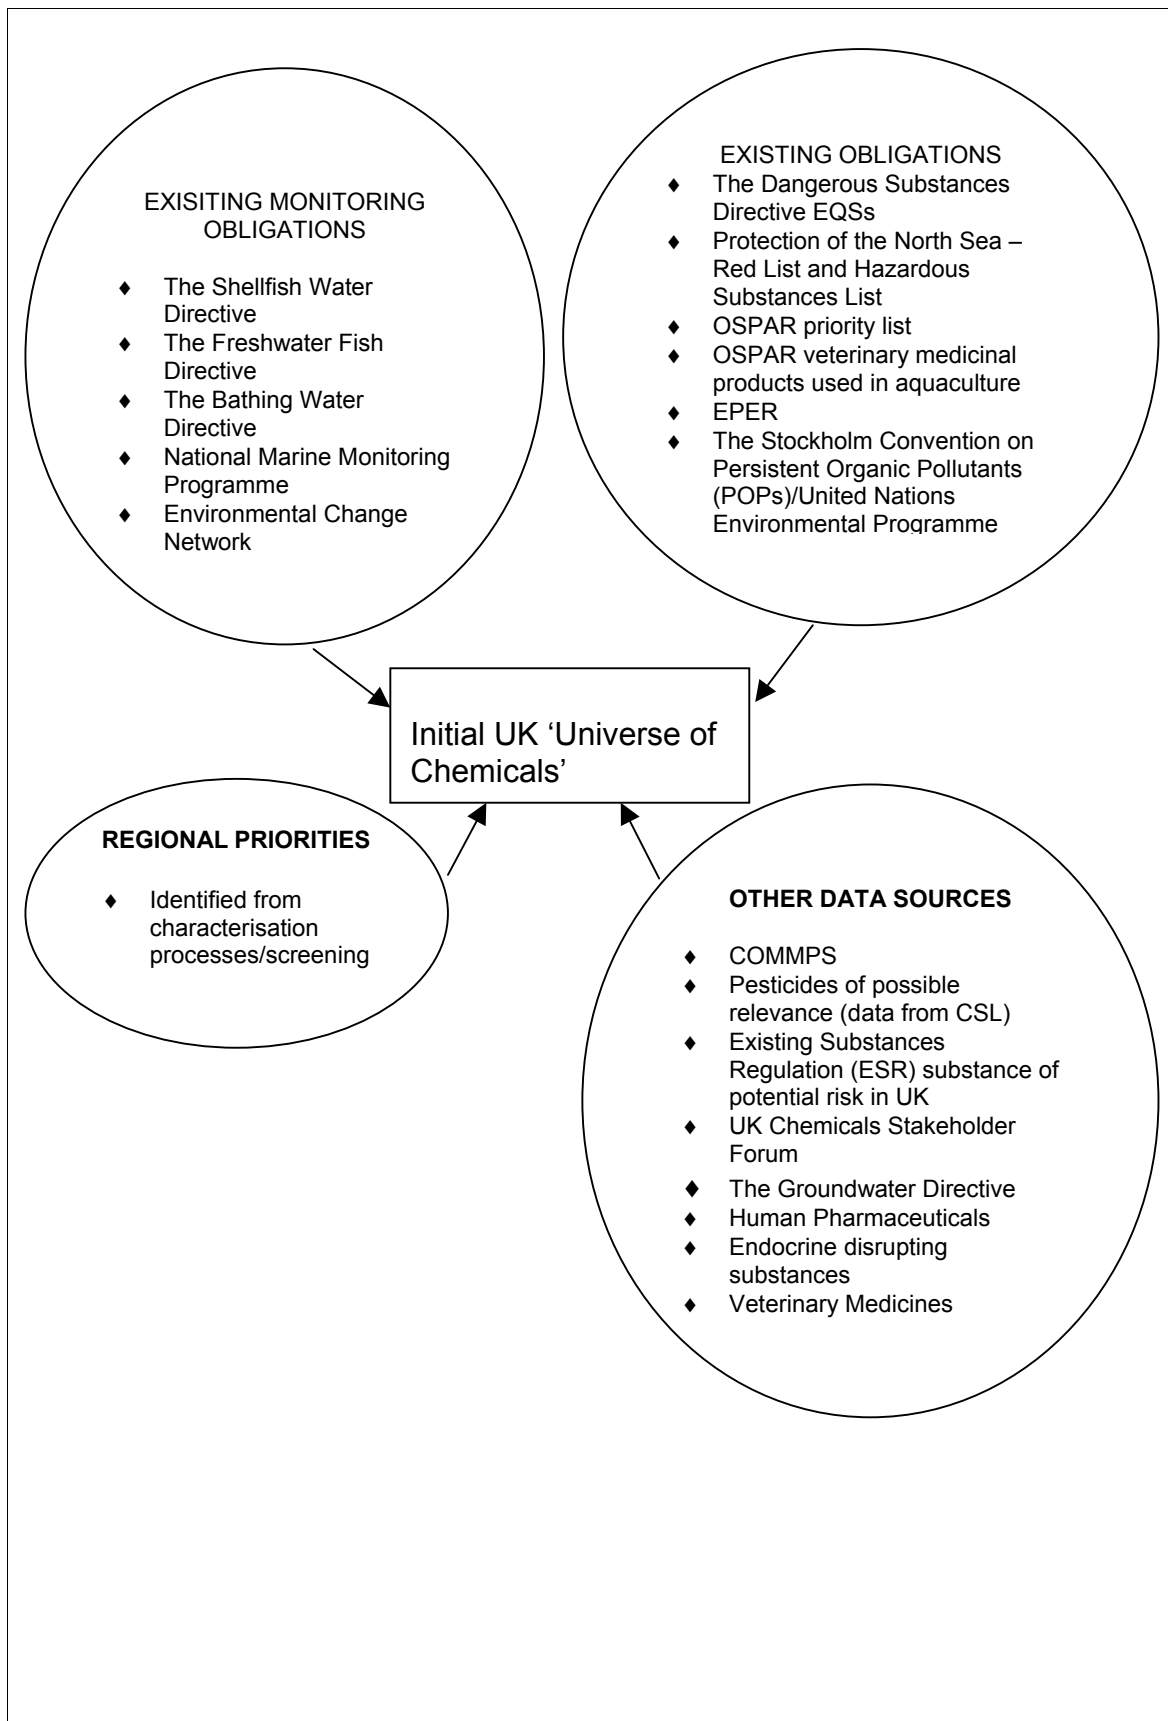 EXISITING MONITORING
OBLIGATIONS
♦ The Shellfish Water
Directive
♦ The Freshwater Fish
Directive
♦ The Bathing Water
Directive
♦ National Marine Monitoring
Programme
♦ Environmental Change
Network
EXISTING OBLIGATIONS
♦ The Dangerous Substances
Directive EQSs
♦ Protection of the North Sea –
Red List and Hazardous
Substances List
♦ OSPAR priority list
♦ OSPAR veterinary medicinal
products used in aquaculture
♦ EPER
♦ The Stockholm Convention on
Persistent Organic Pollutants
(POPs)/United Nations
Environmental Programme
Initial UK ‘Universe of
Chemicals’
REGIONAL PRIORITIES
♦ Identified from
characterisation
processes/screening
OTHER DATA SOURCES
♦ COMMPS
♦ Pesticides of possible
relevance (data from CSL)
♦ Existing Substances
Regulation (ESR) substance of
potential risk in UK
♦ UK Chemicals Stakeholder
Forum
♦ The Groundwater Directive
♦ Human Pharmaceuticals
♦ Endocrine disrupting
substances
♦ Veterinary Medicines